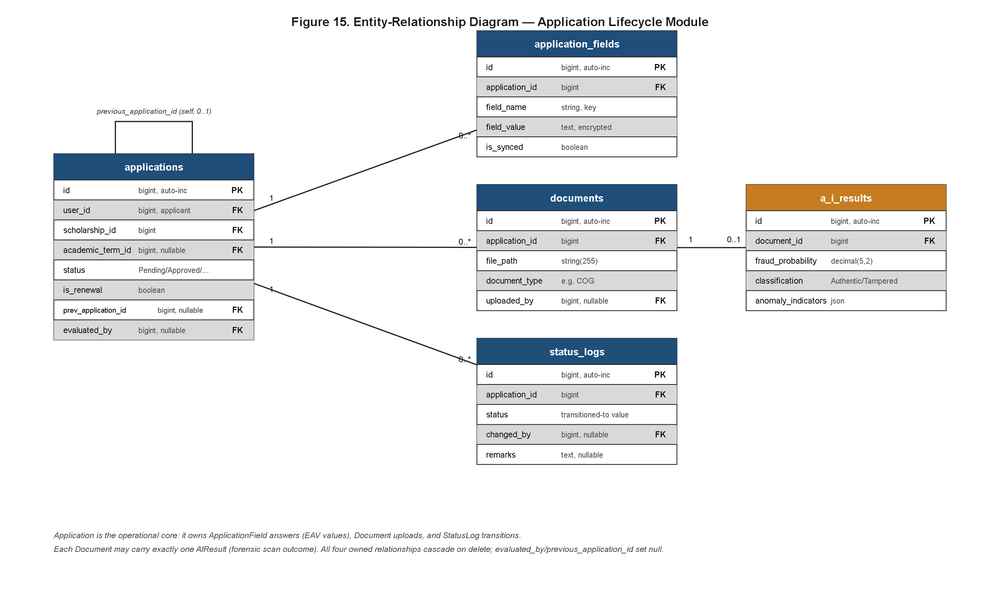 Figure 15. Entity-Relationship Diagram — Application Lifecycle Module
application_fields
id bigint, auto-inc PK
application_id bigint FK
field_name string, key
field_value text, encrypted
is_synced boolean
previous_application_id (self, 0..1)
applications
id bigint, auto-inc PK
user_id bigint, applicant FK
scholarship_id bigint FK
academic_term_id bigint, nullable FK
status Pending/Approved/...
is_renewal boolean
prev_application_id bigint, nullable FK
evaluated_by bigint, nullable FK
1
0..*
1
0..*
1
0..*
documents
id bigint, auto-inc PK
application_id bigint FK
file_path string(255)
document_type e.g. COG
uploaded_by bigint, nullable FK
1
0..1
a_i_results
id bigint, auto-inc PK
document_id bigint FK
fraud_probability decimal(5,2)
classification Authentic/Tampered
anomaly_indicators json
status_logs
id bigint, auto-inc PK
application_id bigint FK
status transitioned-to value
changed_by bigint, nullable FK
remarks text, nullable
Application is the operational core: it owns ApplicationField answers (EAV values), Document uploads, and StatusLog transitions.
Each Document may carry exactly one AIResult (forensic scan outcome). All four owned relationships cascade on delete; evaluated_by/previous_application_id set null.